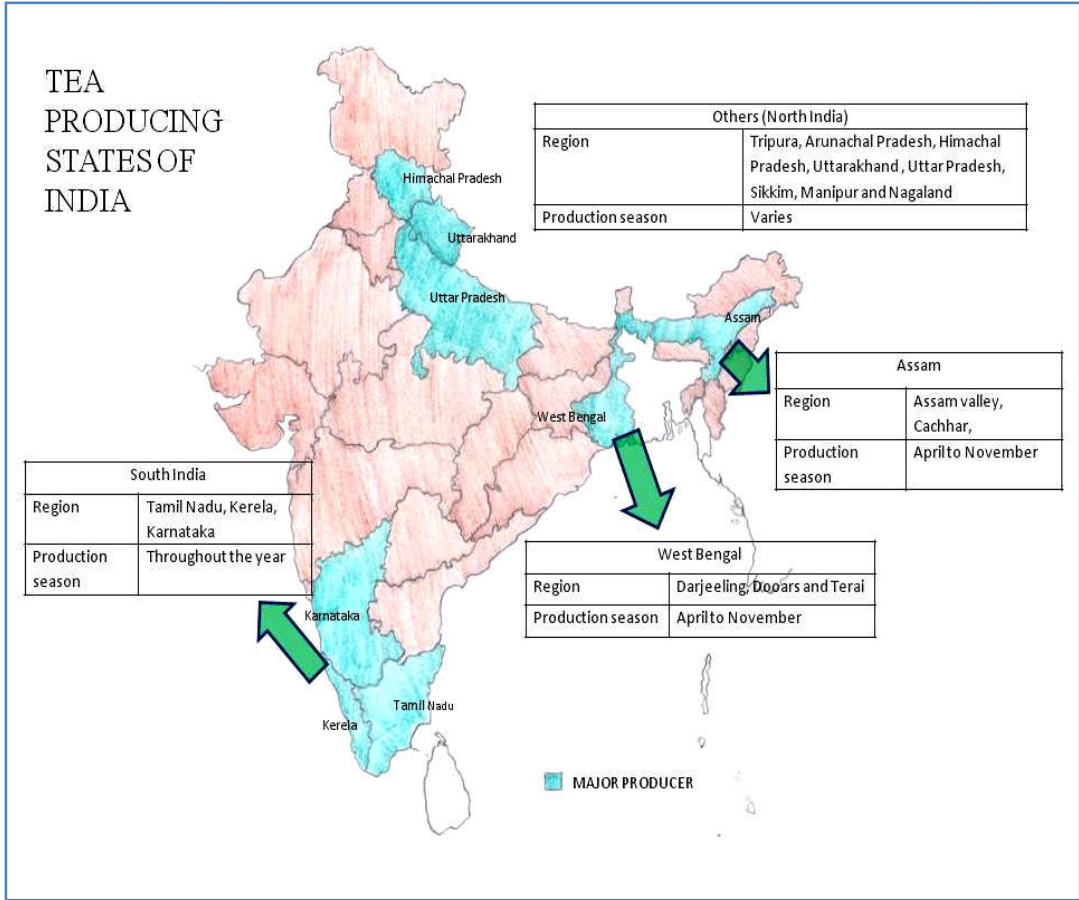 TEA
PRODUCING
STATES OF
INDIA
Others (North India)
Region
Tripura, Arunachal Pradesh, Himachal
Pradesh, Uttarakhand , Uttar Pradesh,
Sikkim, Manipur and Nagaland
Production season
Varies
Himachal Pradesh
Uttarakhand
Uttar Pradesh
Assam
West Bengal
Assam
Region
Assam valley,
Cachhar,
Production
season
April to November
South India
Region
Tamil Nadu, Kerela,
Karnataka
Production
season
Throughout the year
West Bengal
Region
Darjeeling, Dooars and Terai
Production season
April to November
Karnataka
Tamil Nadu
Kerela
MAJOR PRODUCER